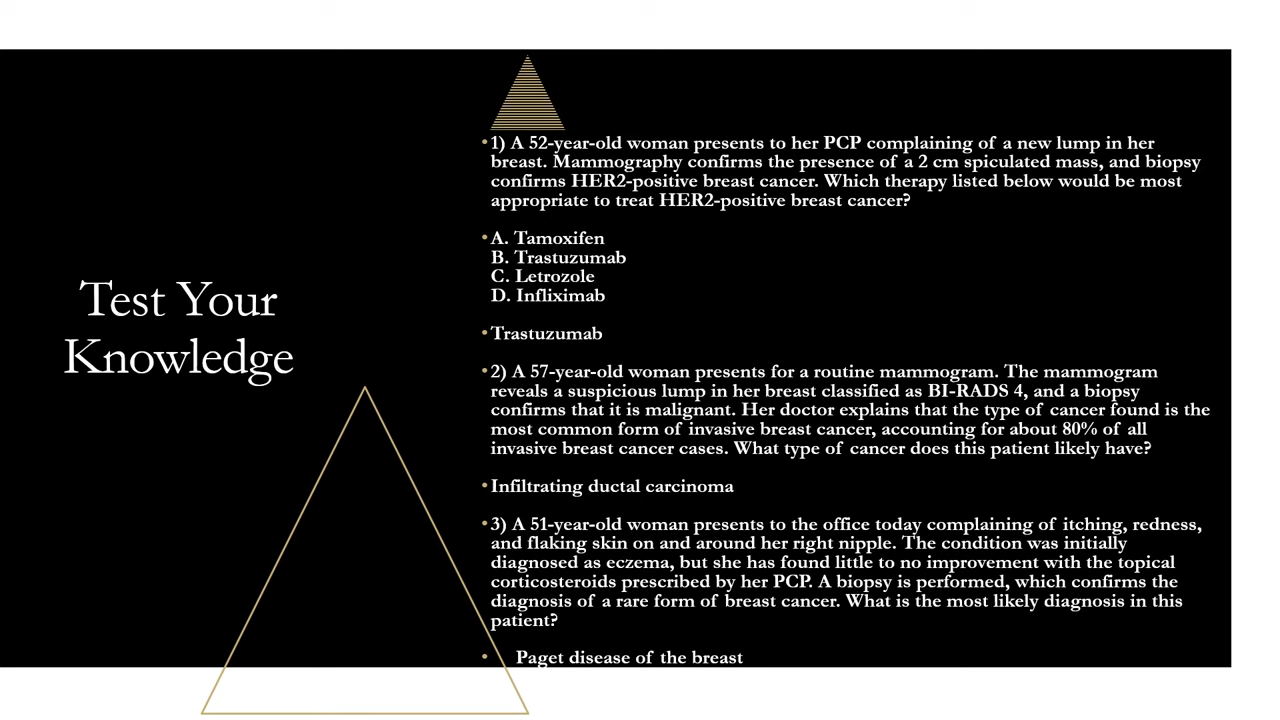 Test Your
Knowledge
•1) A 52-year-old woman presents to her PCP complaining of a new lump in her
breast. Mammography confirms the presence of a 2 cm spiculated mass, and biopsy
confirms HER2-positive breast cancer. Which therapy listed below would be most
appropriate to treat HER2-positive breast cancer?
•A. Tamoxifen
B. Trastuzumab
C. Letrozole
D. Infliximab
•Trastuzumab
•2) A 57-year-old woman presents for a routine mammogram. The mammogram
reveals a suspicious lump in her breast classified as BI-RADS 4, and a biopsy
confirms that it is malignant. Her doctor explains that the type of cancer found is the
most common form of invasive breast cancer, accounting for about 80% of all
invasive breast cancer cases. What type of cancer does this patient likely have?
•Infiltrating ductal carcinoma
•3) A 51-year-old woman presents to the office today complaining of itching, redness,
and flaking skin on and around her right nipple. The condition was initially
diagnosed as eczema, but she has found little to no improvement with the topical
corticosteroids prescribed by her PCP. A biopsy is performed, which confirms the
diagnosis of a rare form of breast cancer. What is the most likely diagnosis in this
patient?
• Paget disease of the breast